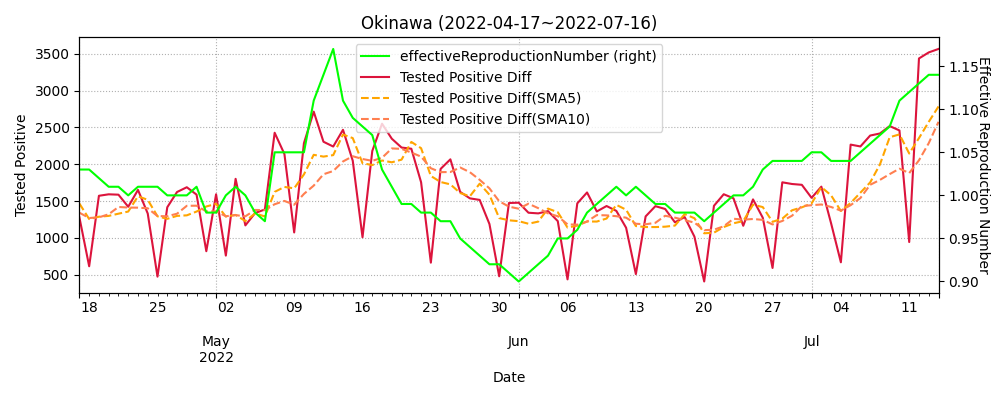 Okinawa (2022-04-17~2022-07-16)
effectiveReproductionNumber (right)
Tested Positive Diff
Tested Positive Diff(SMA5)
Tested Positive Diff(SMA10)
Tested Positive
3500
3000
2500
2000
1500
1000
500
1.15
1.10
1.05
1.00
0.95
0.90
Effective Reproduction Number
18 25 02 09 16 23 30 06 13 20 27 04 11
May Jun Jul
2022
Date